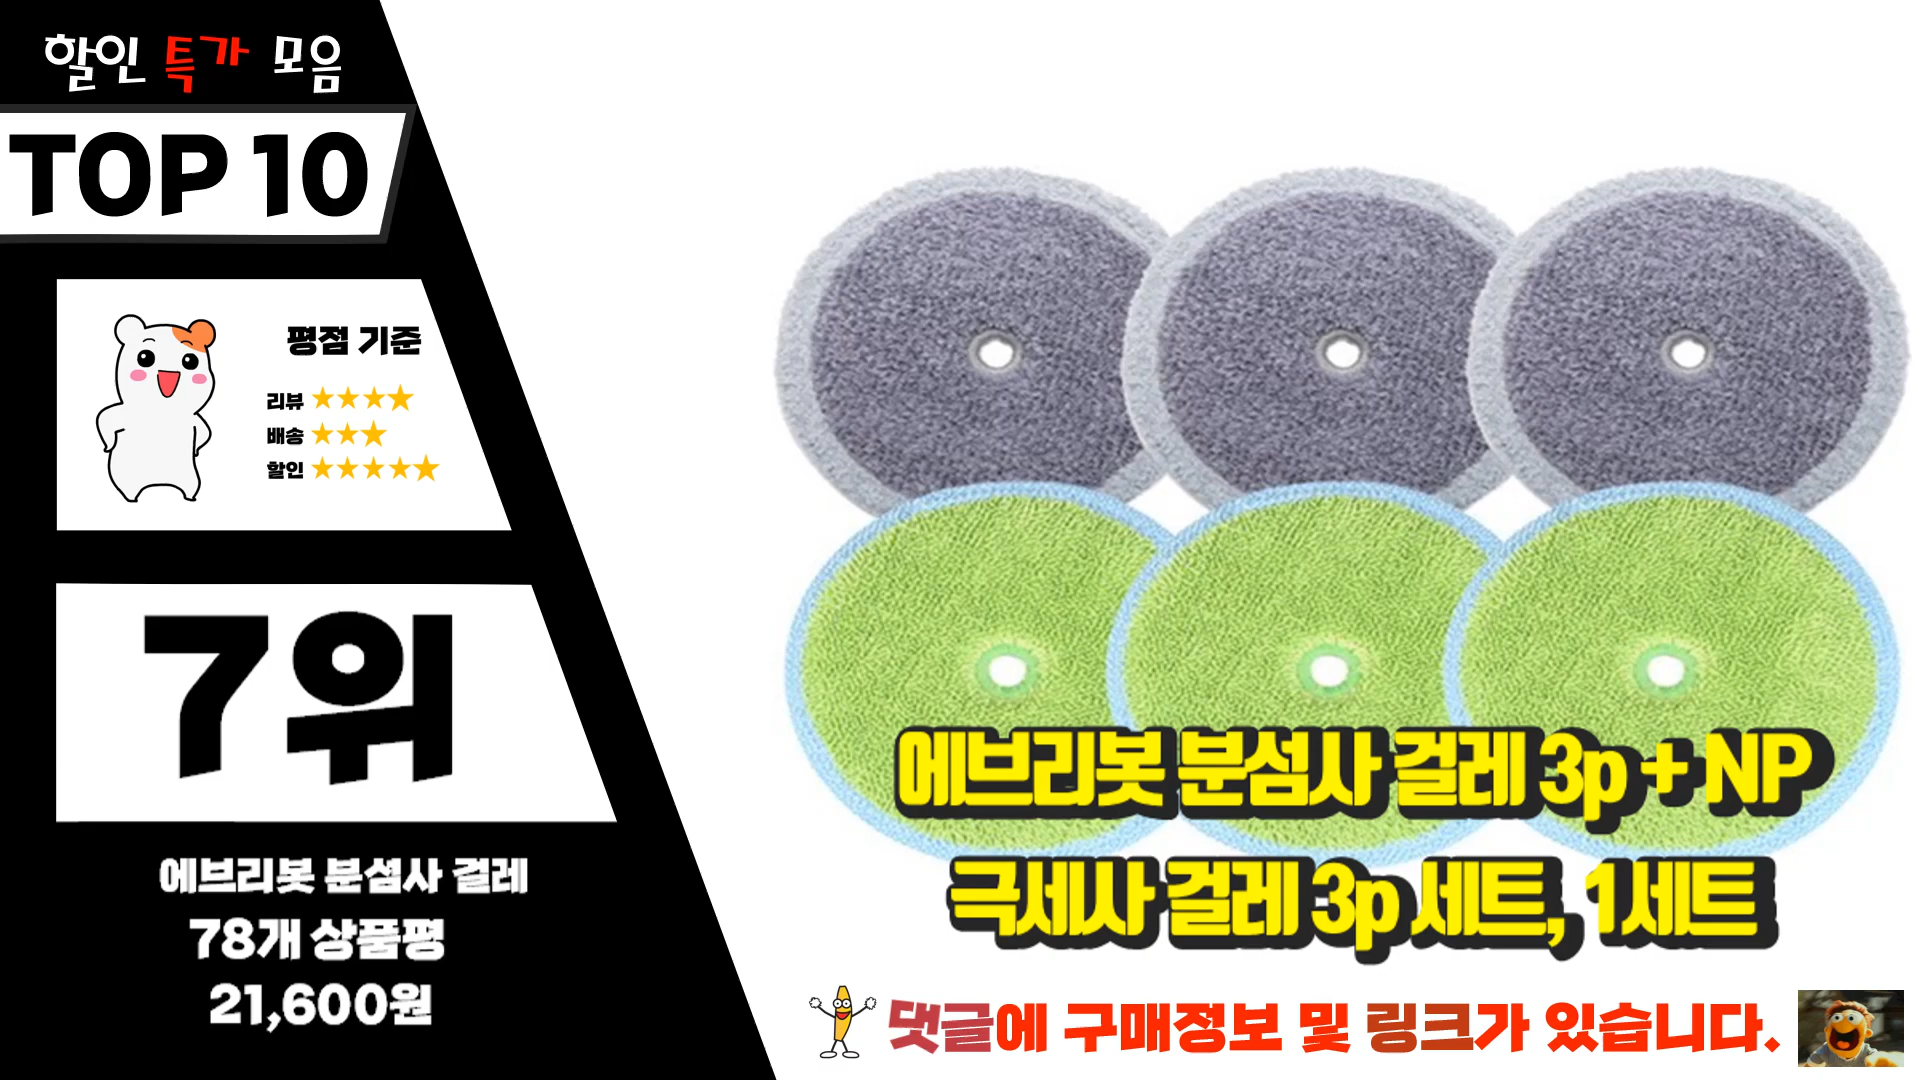 할인 특가 모음
TOP 10
평점 기준
리뷰 ★★★★
배송 ★★★
할인 ★★★★★
7위
에브리봇 분섬사 걸레
78개 상품평
21,600원
에브리봇 분섬사 걸레 3p + NP
극세사 걸레 3p 세트, 1세트
댓글에 구매정보 및 링크가 있습니다.